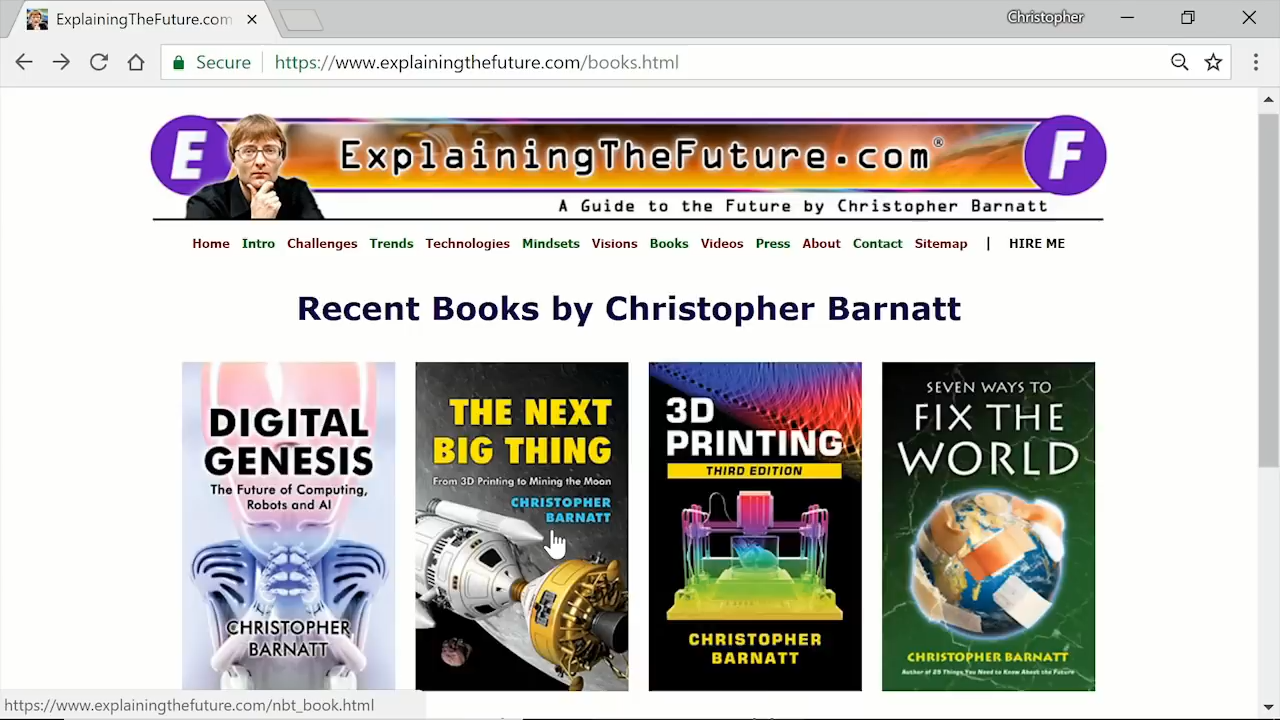 ExplainingTheFuture.com
Christopher
Secure
https://www.explainingthefuture.com/books.html
E
ExplainingTheFuture.com®
F
A Guide to the Future by Christopher Barnatt
Home Intro Challenges Trends Technologies Mindsets Visions Books Videos Press About Contact Sitemap | HIRE ME
Recent Books by Christopher Barnatt
DIGITAL
GENESIS
The Future of Computing,
Robots and AI
CHRISTOPHER
BARNATT
THE NEXT
BIG THING
From 3D Printing to Mining the Moon
CHRISTOPHER
BARNATT
3D
PRINTING
THIRD EDITION
CHRISTOPHER
BARNATT
SEVEN WAYS TO
FIX THE
WORLD
CHRISTOPHER BARNATT
Author of 25 Things You Need to Know About the Future
https://www.explainingthefuture.com/nbt_book.html